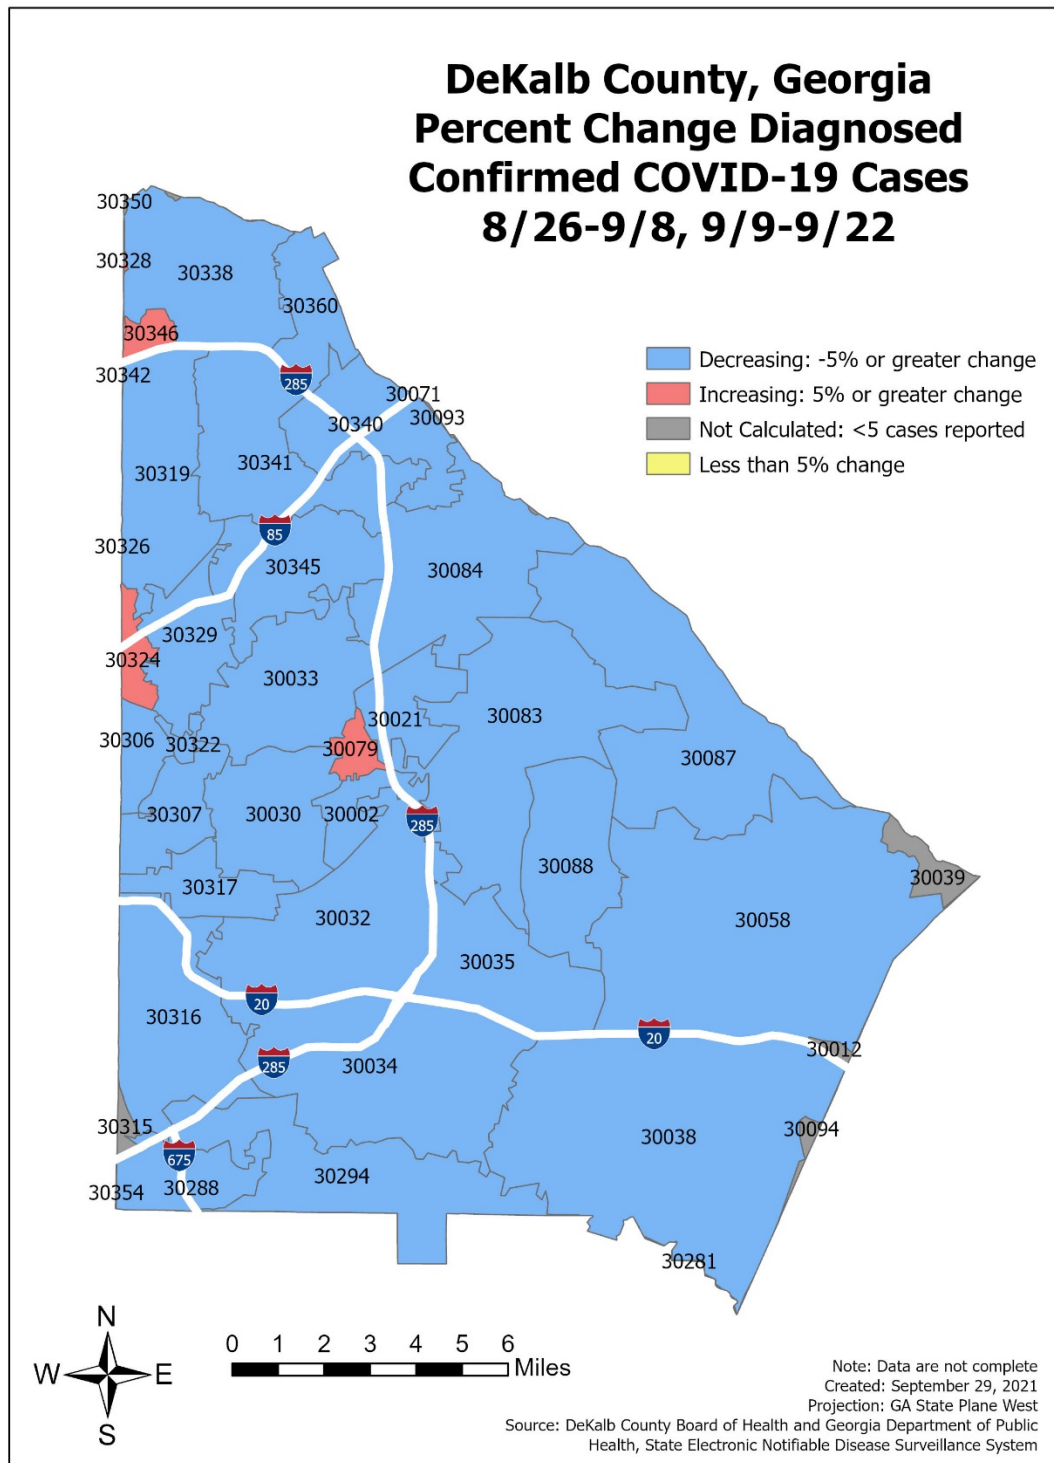 DeKalb County, Georgia
Percent Change Diagnosed
Confirmed COVID-19 Cases
8/26-9/8, 9/9-9/22
30350
30328
30338
30360
30346
30342
285
30071
30093
30340
30319
30341
85
30326
30345
30084
30329
30324
30033
30021
30083
30306
30322
30079
30087
30307
30030
30002
285
30088
30039
30317
30032
30058
30035
20
30316
20
30012
285
30034
30315
30038
30094
675
30354
30288
30294
30281
Decreasing: -5% or greater change
Increasing: 5% or greater change
Not Calculated: <5 cases reported
Less than 5% change
N
W E
S
0 1 2 3 4 5 6
Miles
Note: Data are not complete
Created: September 29, 2021
Projection: GA State Plane West
Source: DeKalb County Board of Health and Georgia Department of Public
Health, State Electronic Notifiable Disease Surveillance System